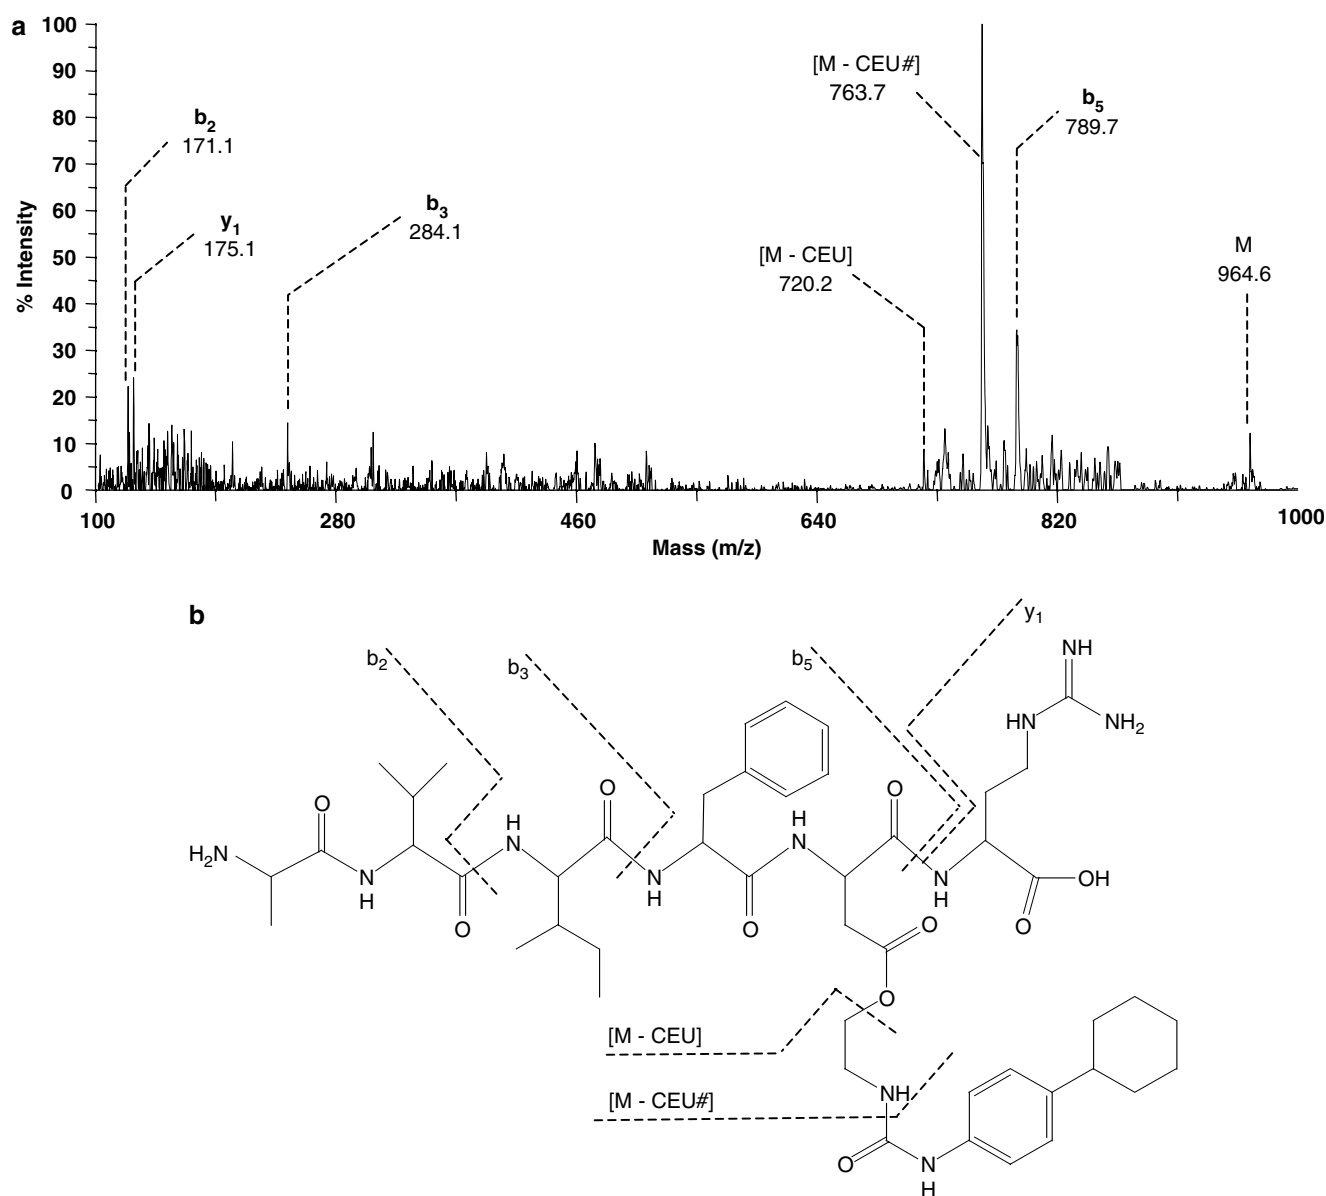 a
% Intensity
100
90
80
70
60
50
40
30
20
10
0
b2
171.1
y1
175.1
b3
284.1
[M - CEU#]
763.7
b5
789.7
[M - CEU]
720.2
M
964.6
100 280 460 640 820 1000
Mass (m/z)
b
b2
b3
b5
y1
NH
HN
NH2
H2N
O
N
H
O
H
N
O
N
H
O
H
N
O
N
H
O
OH
O
O
[M - CEU]
[M - CEU#]
NH
O
N
H